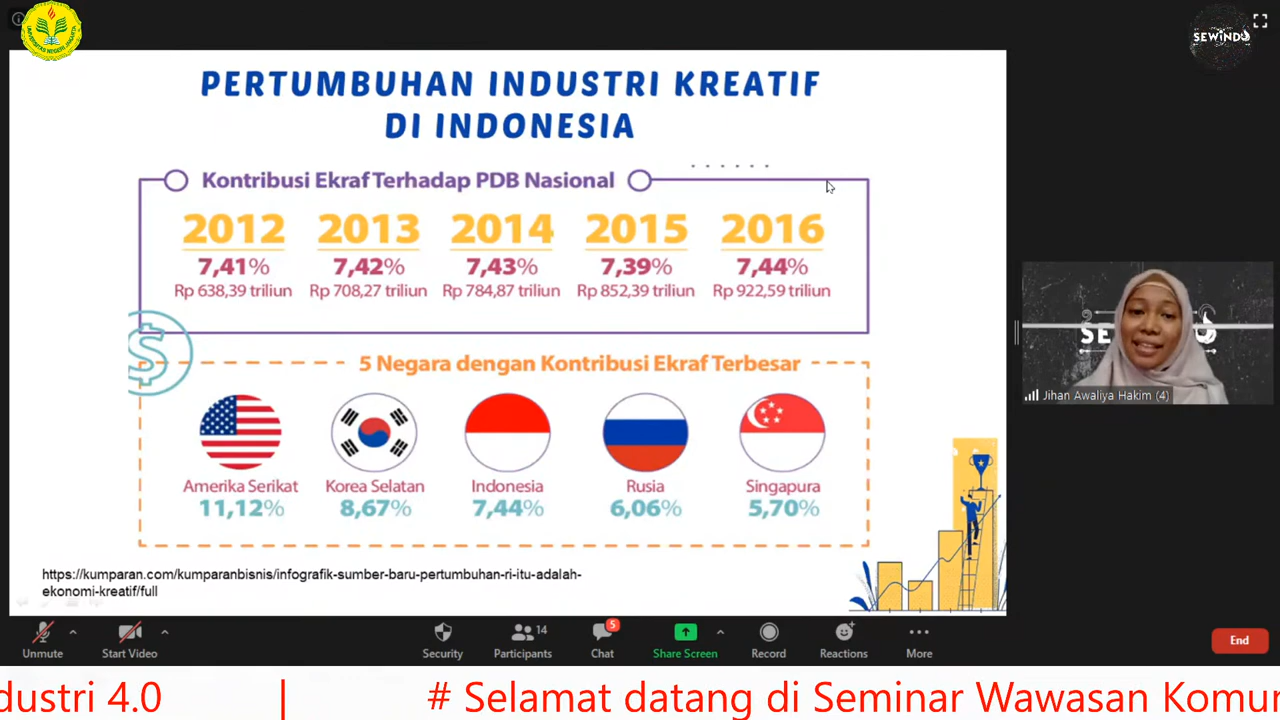 UNIVERSITAS NEGERI JAKARTA
SEWINDU
PERTUMBUHAN INDUSTRI KREATIF
DI INDONESIA
Kontribusi Ekraf Terhadap PDB Nasional
2012 2013 2014 2015 2016
7,41% 7,42% 7,43% 7,39% 7,44%
Rp 638,39 triliun Rp 708,27 triliun Rp 784,87 triliun Rp 852,39 triliun Rp 922,59 triliun
$
5 Negara dengan Kontribusi Ekraf Terbesar
Amerika Serikat Korea Selatan Indonesia Rusia Singapura
11,12% 8,67% 7,44% 6,06% 5,70%
https://kumparan.com/kumparanbisnis/infografik-sumber-baru-pertumbuhan-ri-itu-adalah-
ekonomi-kreatif/full
Jihan Awaliya Hakim (4)
14
5
Unmute Start Video Security Participants Chat Share Screen Record Reactions More End
dustri 4.0 | # Selamat datang di Seminar Wawasan Komu